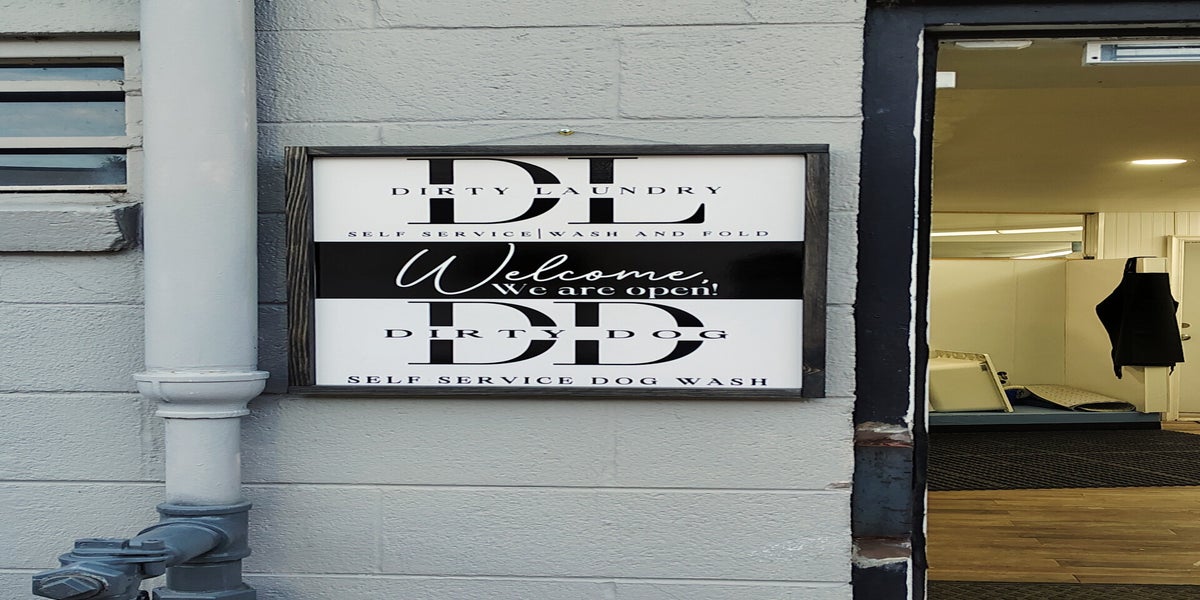 DL
DIRTY LAUNDRY
SELF SERVICE|WASH AND FOLD
Welcome,
We are open!
DD
DIRTY DOG
SELF SERVICE DOG WASH